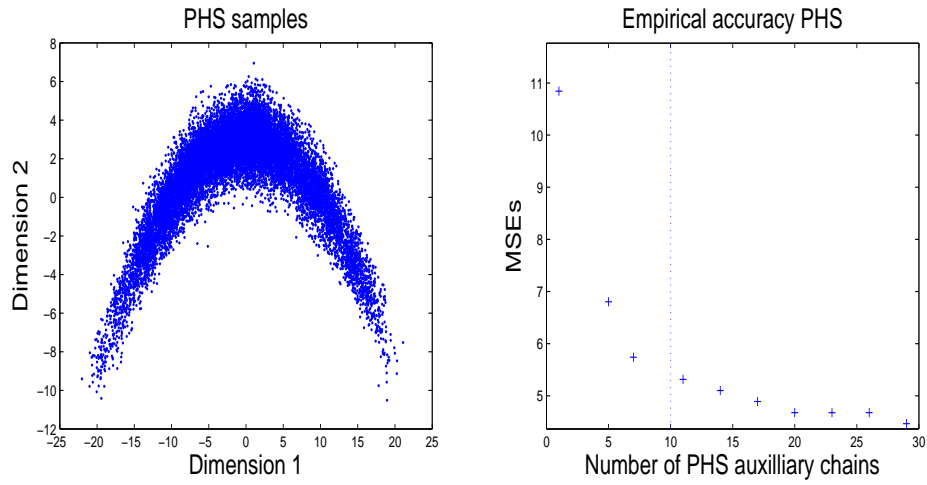 PHS samples
8
6
4
2
0
−2
−4
−6
−8
−10
−12
Dimension 2
−25 −20 −15 −10 −5 0 5 10 15 20 25
Dimension 1
Empirical accuracy PHS
11
10
9
8
7
6
5
MSEs
0 5 10 15 20 25 30
Number of PHS auxilliary chains